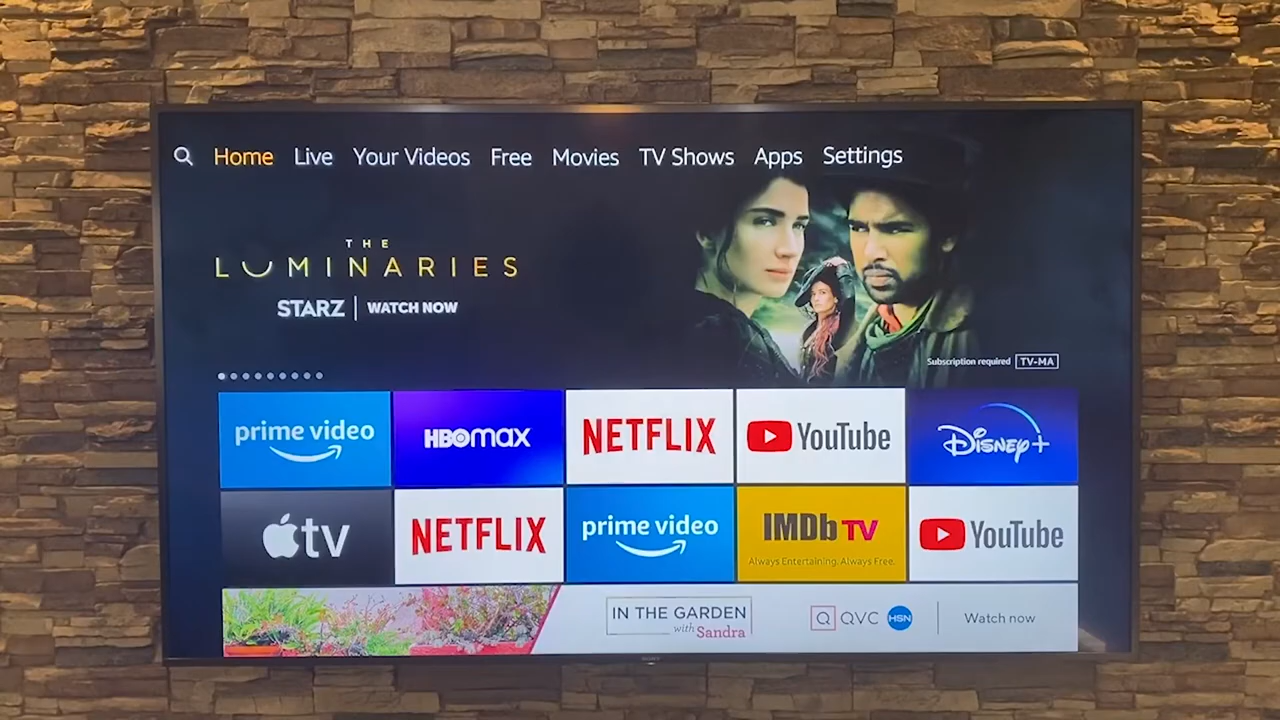 Home Live Your Videos Free Movies TV Shows Apps Settings
THE
LUMINARIES
STARZ | WATCH NOW
Subscription required TV-MA
prime video HBOmax NETFLIX YouTube Disney+
tv NETFLIX prime video IMDb TV YouTube
Always Entertaining. Always Free.
IN THE GARDEN
with Sandra
Q QVC HSN Watch now
SONY